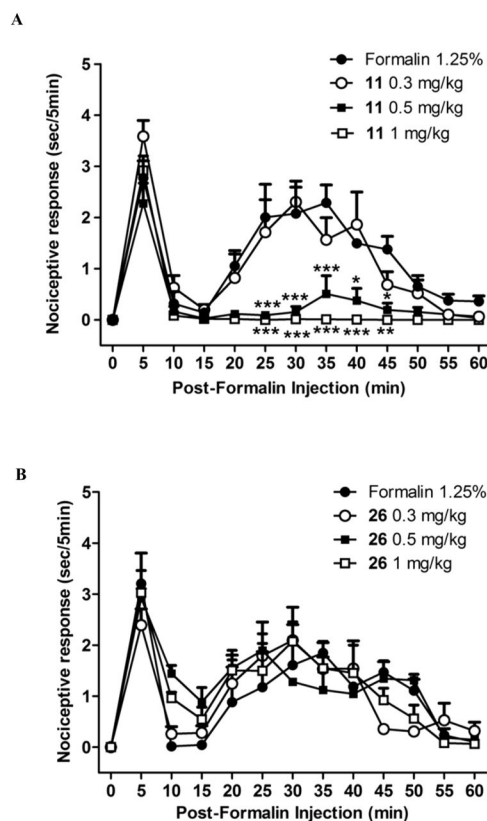 A
Formalin 1.25%
11 0.3 mg/kg
11 0.5 mg/kg
11 1 mg/kg
Nociceptive response (sec/5min)
5
4
3
2
1
0
*** *** *** * *
*** *** *** *** **
0 5 10 15 20 25 30 35 40 45 50 55 60
Post-Formalin Injection (min)
B
Formalin 1.25%
26 0.3 mg/kg
26 0.5 mg/kg
26 1 mg/kg
Nociceptive response (sec/5min)
5
4
3
2
1
0
0 5 10 15 20 25 30 35 40 45 50 55 60
Post-Formalin Injection (min)